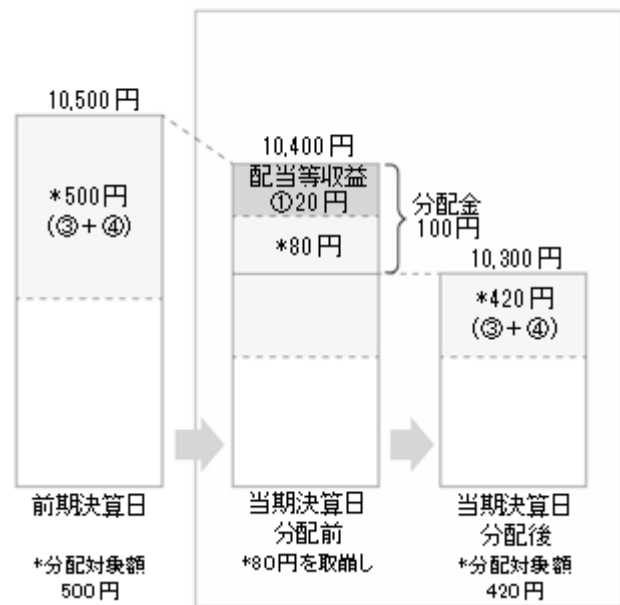 10,500円
*500円
(③+④)
前期決算日
*分配対象額
500円
10,400円
配当等収益
①20円
*80円
分配金
100円
当期決算日
分配前
*80円を取崩し
10,300円
*420円
(③+④)
当期決算日
分配後
*分配対象額
420円